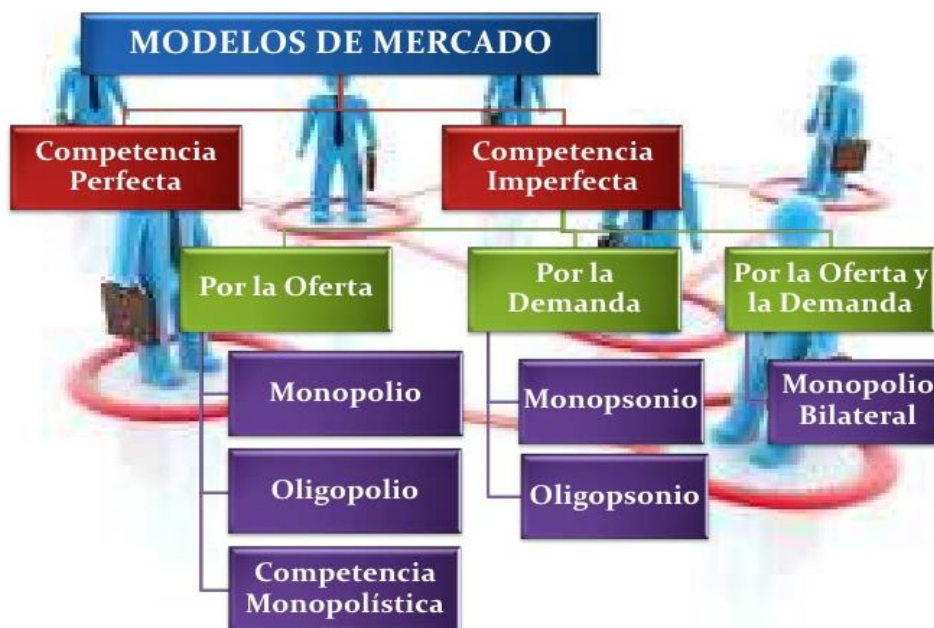 MODELOS DE MERCADO
Competencia
Perfecta
Competencia
Imperfecta
Por la Oferta
Por la
Demanda
Por la Oferta y
la Demanda
Monopolio
Oligopolio
Competencia
Monopolística
Monopsonio
Oligopsonio
Monopolio
Bilateral